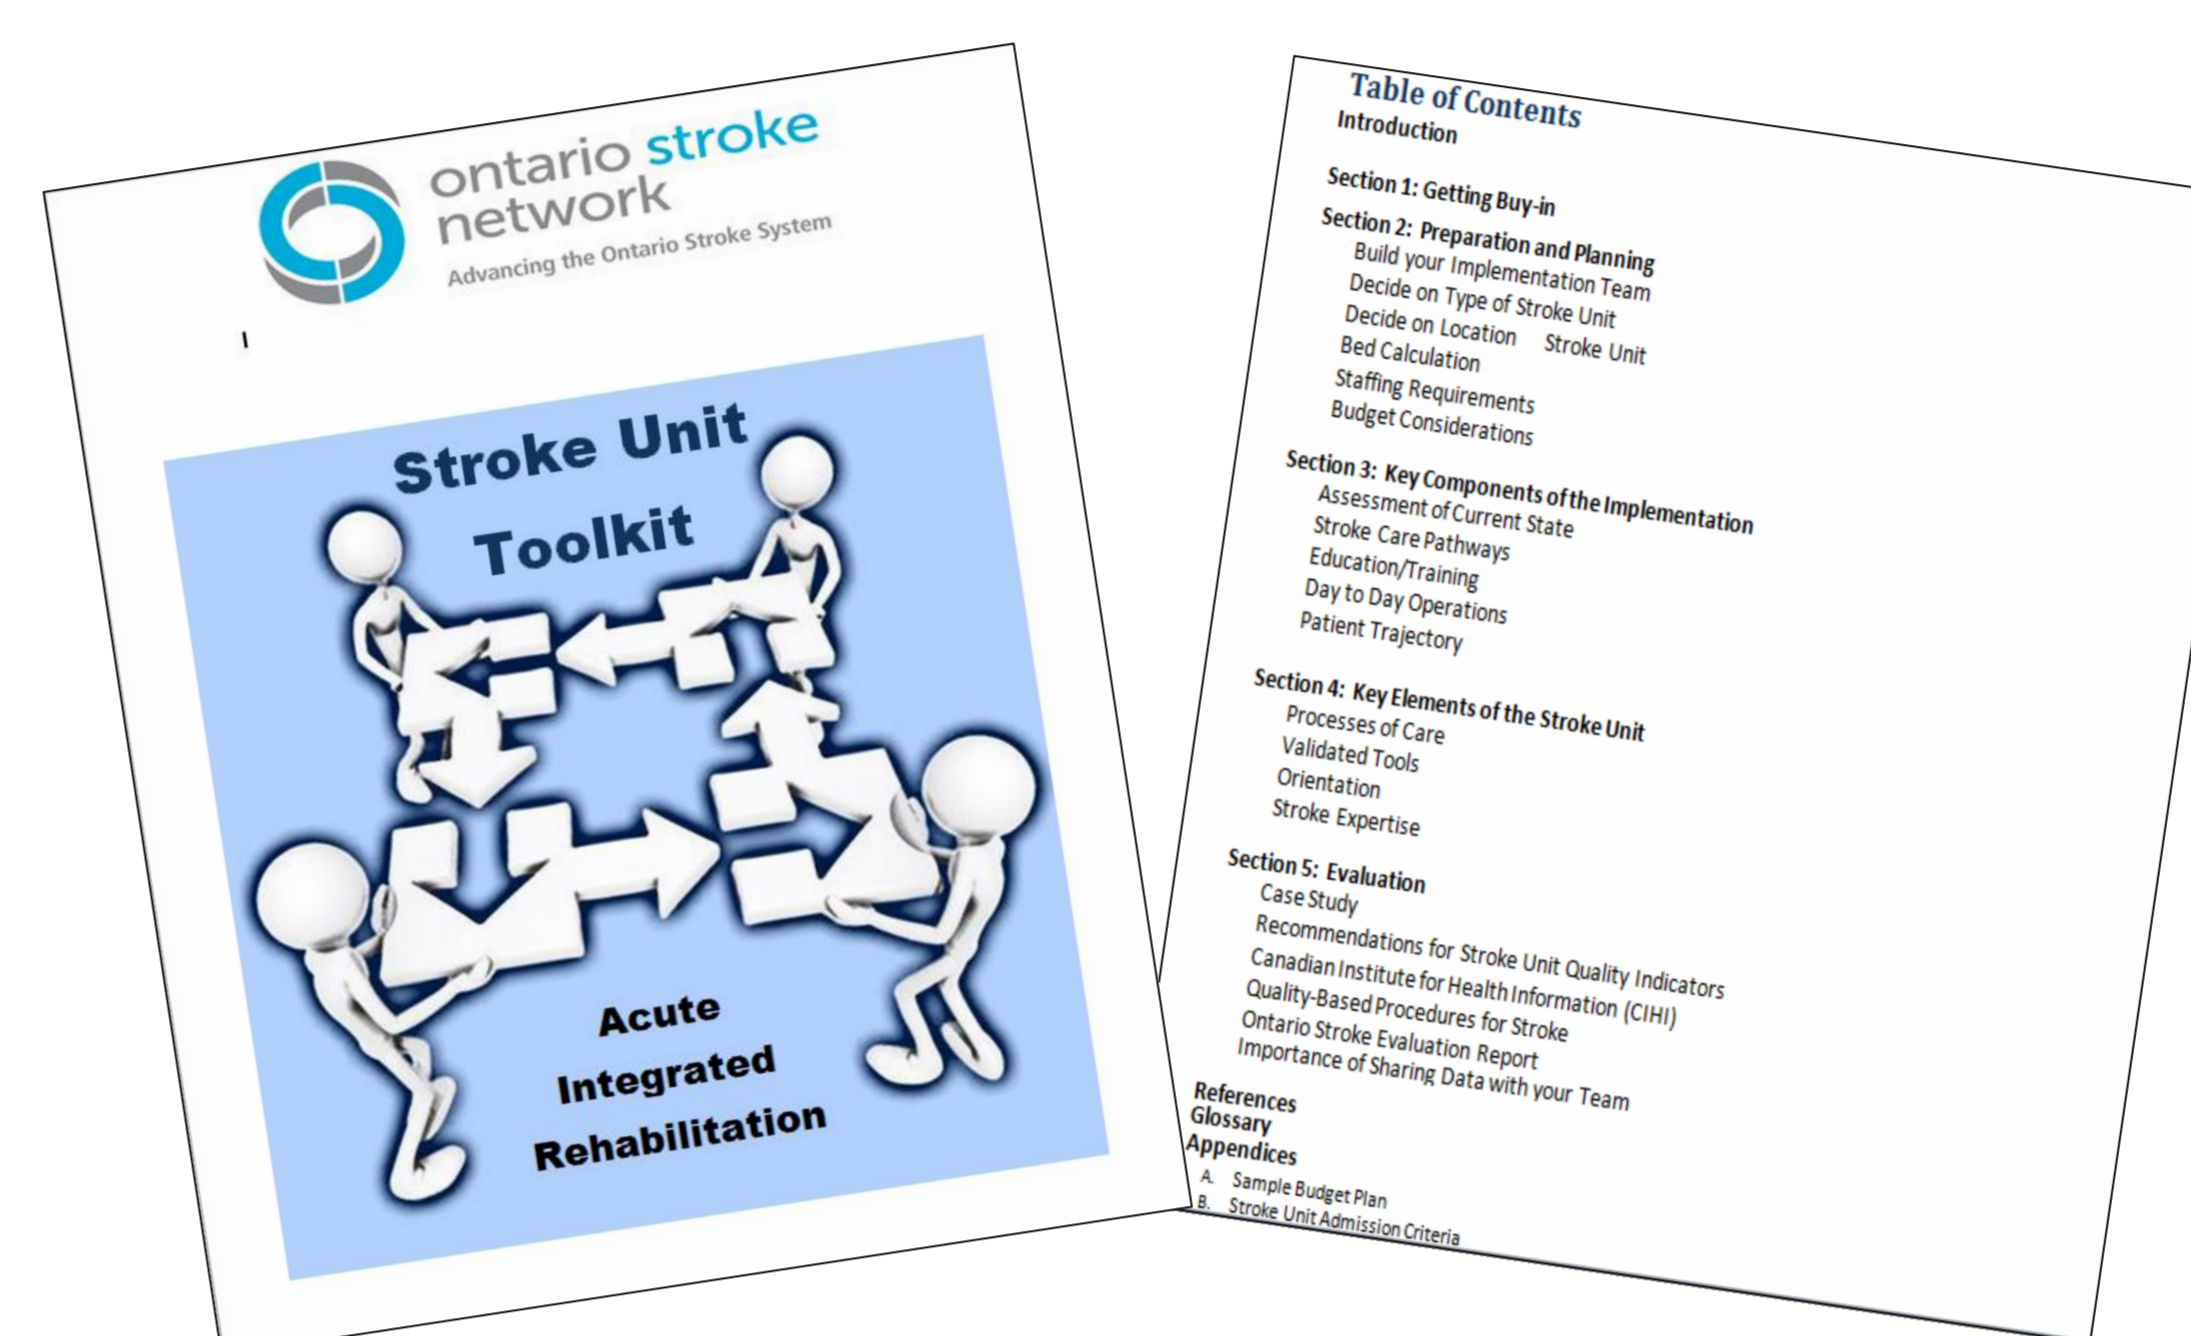 ontario stroke
network
Advancing the Ontario Stroke System
Stroke Unit
Toolkit
Acute
Integrated
Rehabilitation
Table of Contents
Introduction
Section 1: Getting Buy-in
Section 2: Preparation and Planning
Build your Implementation Team
Decide on Type of Stroke Unit
Decide on Location Stroke Unit
Bed Calculation
Staffing Requirements
Budget Considerations
Section 3: Key Components of the Implementation
Assessment of Current State
Stroke Care Pathways
Education/Training
Day to Day Operations
Patient Trajectory
Section 4: Key Elements of the Stroke Unit
Processes of Care
Validated Tools
Orientation
Stroke Expertise
Section 5: Evaluation
Case Study
Recommendations for Stroke Unit Quality Indicators
Canadian Institute for Health Information (CIHI)
Quality-Based Procedures for Stroke
Ontario Stroke Evaluation Report
Importance of Sharing Data with your Team
References
Glossary
Appendices
A. Sample Budget Plan
B. Stroke Unit Admission Criteria